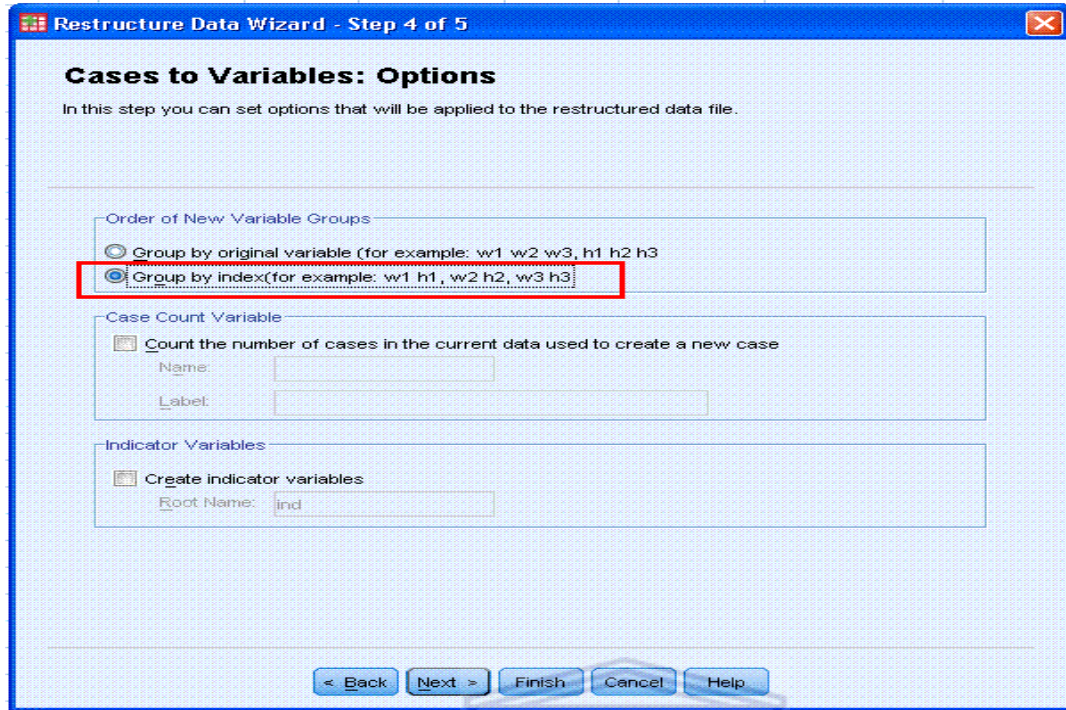 Restructure Data Wizard - Step 4 of 5
Cases to Variables: Options
In this step you can set options that will be applied to the restructured data file.
Order of New Variable Groups
Group by original variable (for example: w1 w2 w3, h1 h2 h3
Group by index(for example: w1 h1, w2 h2, w3 h3
Case Count Variable
Count the number of cases in the current data used to create a new case
Name:
Label:
Indicator Variables
Create indicator variables
Root Name: ind
< Back Next > Finish Cancel Help